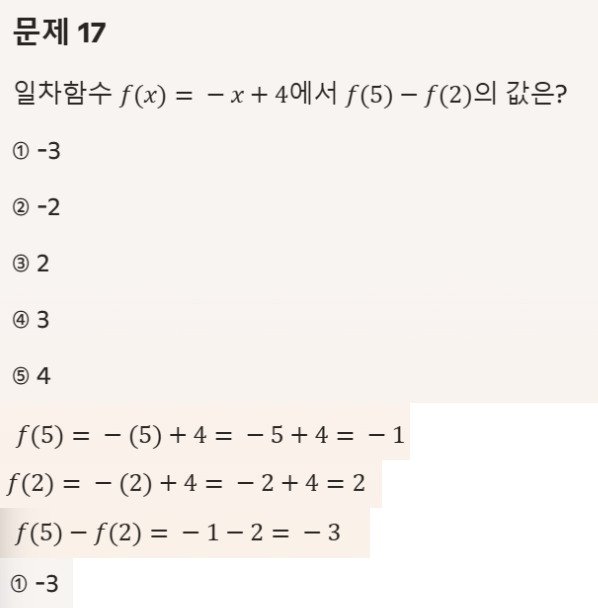 문제 17
일차함수 f(x) = −x + 4에서 f(5) − f(2)의 값은?
① -3
② -2
③ 2
④ 3
⑤ 4
f(5) = −(5) + 4 = −5 + 4 = −1
f(2) = −(2) + 4 = −2 + 4 = 2
f(5) − f(2) = −1 − 2 = −3
① -3